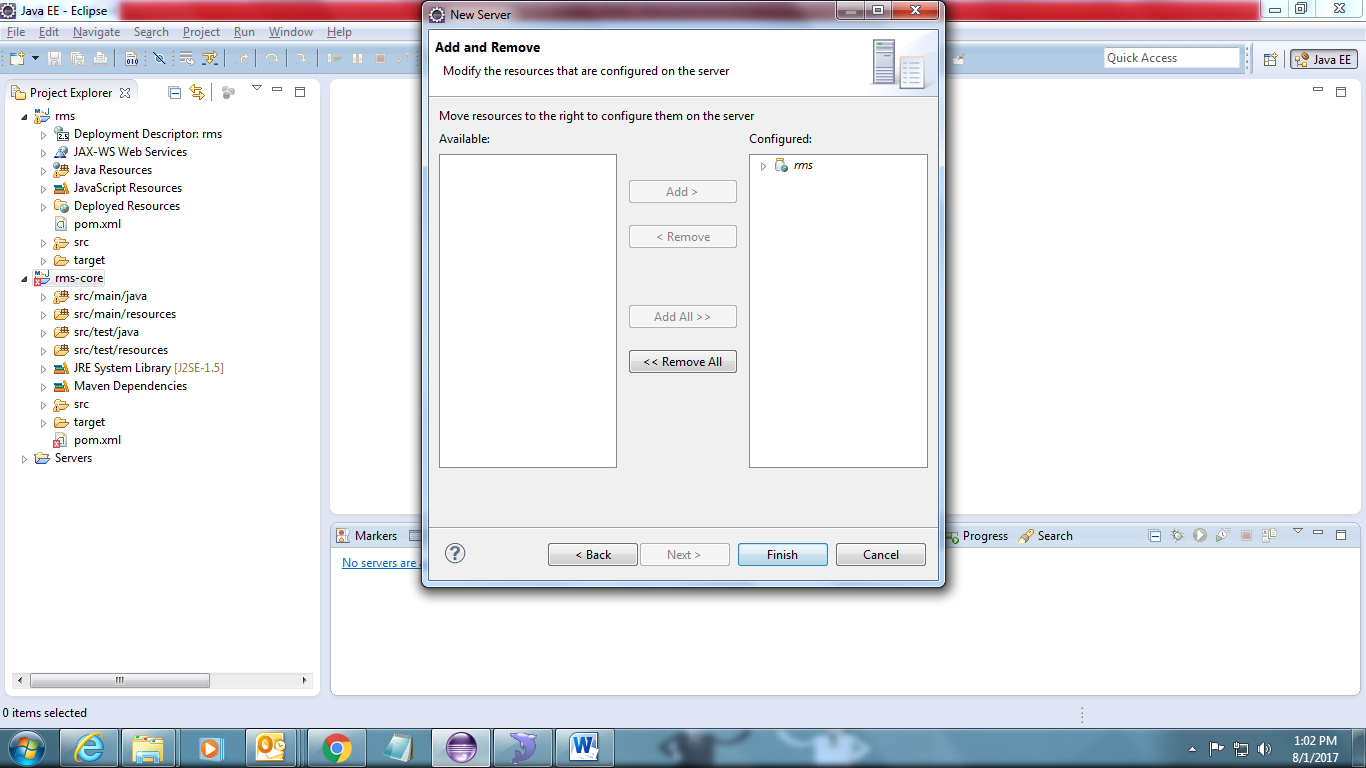 Java EE - Eclipse
File Edit Navigate Search Project Run Window Help
Quick Access
Java EE
Project Explorer
rms
Deployment Descriptor: rms
JAX-WS Web Services
Java Resources
JavaScript Resources
Deployed Resources
pom.xml
src
target
rms-core
src/main/java
src/main/resources
src/test/java
src/test/resources
JRE System Library [J2SE-1.5]
Maven Dependencies
src
target
pom.xml
Servers
New Server
Add and Remove
Modify the resources that are configured on the server
Move resources to the right to configure them on the server
Available:
Configured:
rms
Add >
< Remove
Add All >>
<< Remove All
< Back
Next >
Finish
Cancel
Markers
Progress
Search
No servers are
0 items selected
1:02 PM
8/1/2017